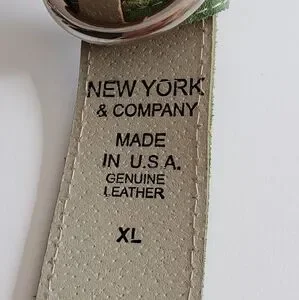 NEW YORK
& COMPANY
MADE
IN U.S.A.
GENUINE
LEATHER
XL